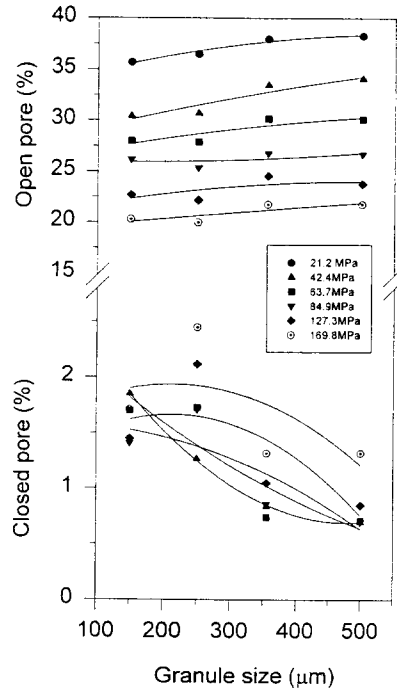 40
35
30
25
20
15
Open pore (%)
21.2 MPa
42.4MPa
63.7MPa
84.9MPa
127.3MPa
169.8MPa
2
1
0
Closed pore (%)
100 200 300 400 500
Granule size (μm)